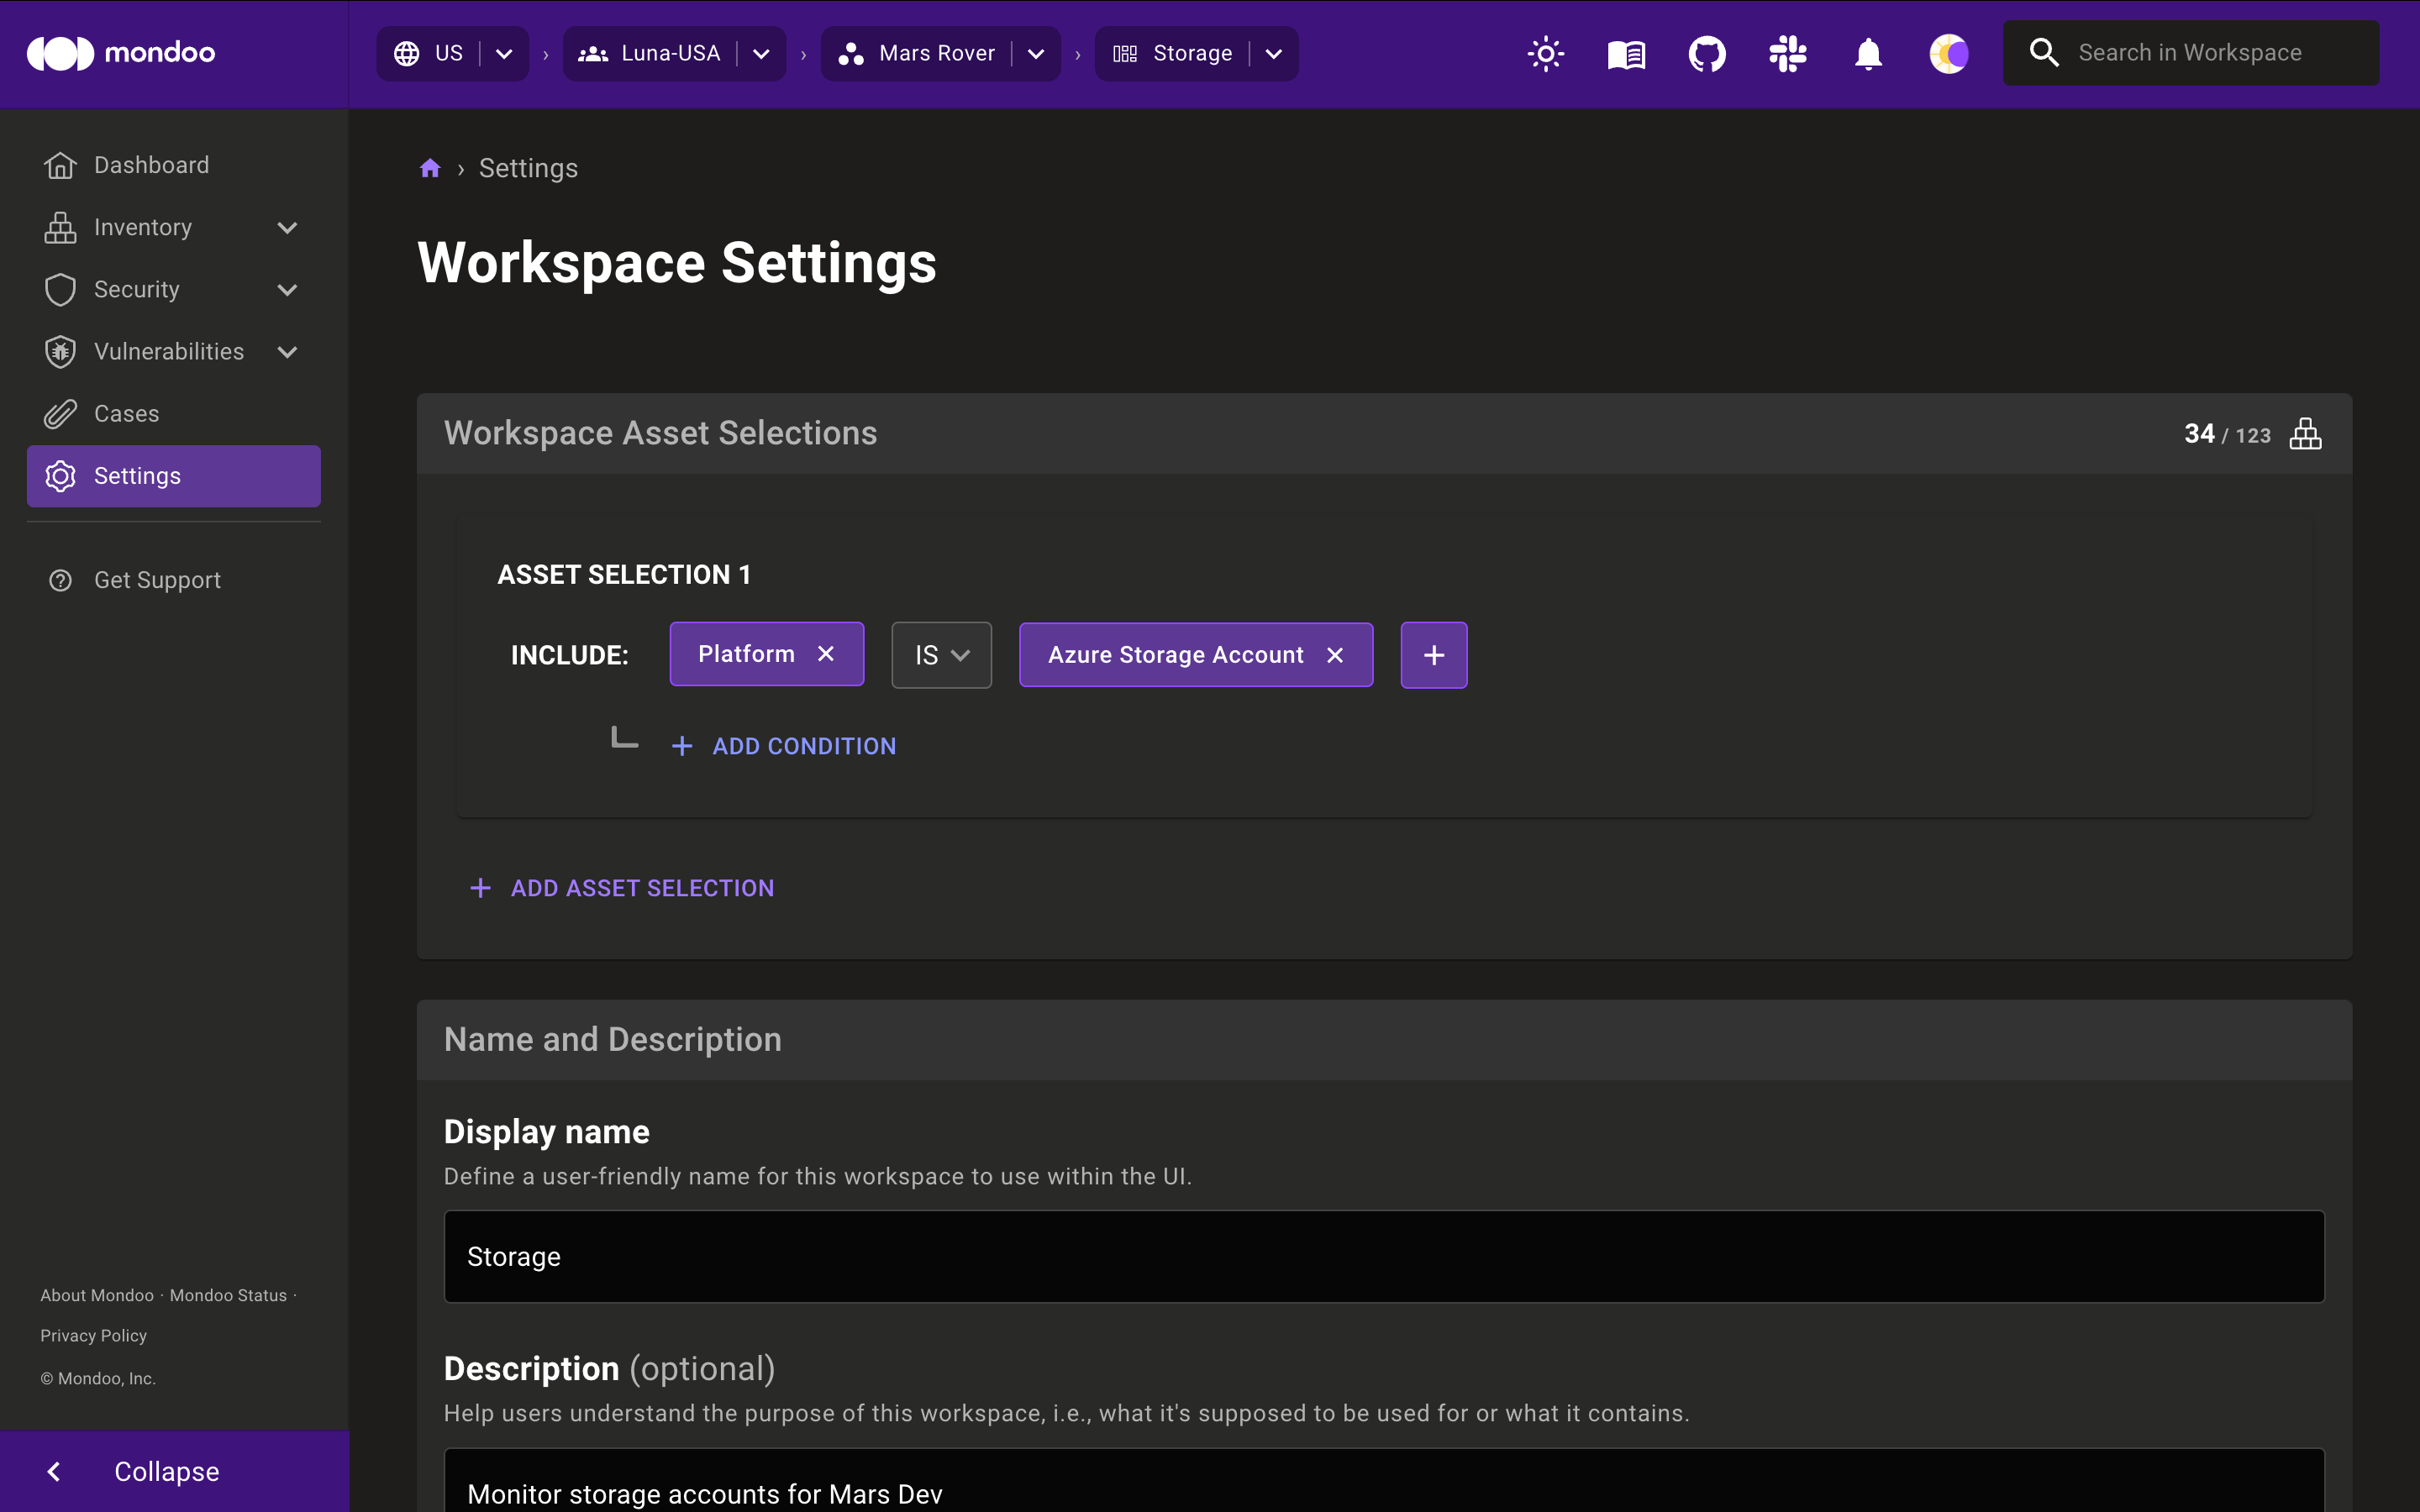 mondoo
US
Luna-USA
Mars Rover
Storage
Search in Workspace
Dashboard
Inventory
Security
Vulnerabilities
Cases
Settings
Get Support
About Mondoo · Mondoo Status ·
Privacy Policy
© Mondoo, Inc.
Collapse
› Settings
Workspace Settings
Workspace Asset Selections
34 / 123
ASSET SELECTION 1
INCLUDE: Platform IS Azure Storage Account +
+ ADD CONDITION
+ ADD ASSET SELECTION
Name and Description
Display name
Define a user-friendly name for this workspace to use within the UI.
Storage
Description (optional)
Help users understand the purpose of this workspace, i.e., what it's supposed to be used for or what it contains.
Monitor storage accounts for Mars Dev